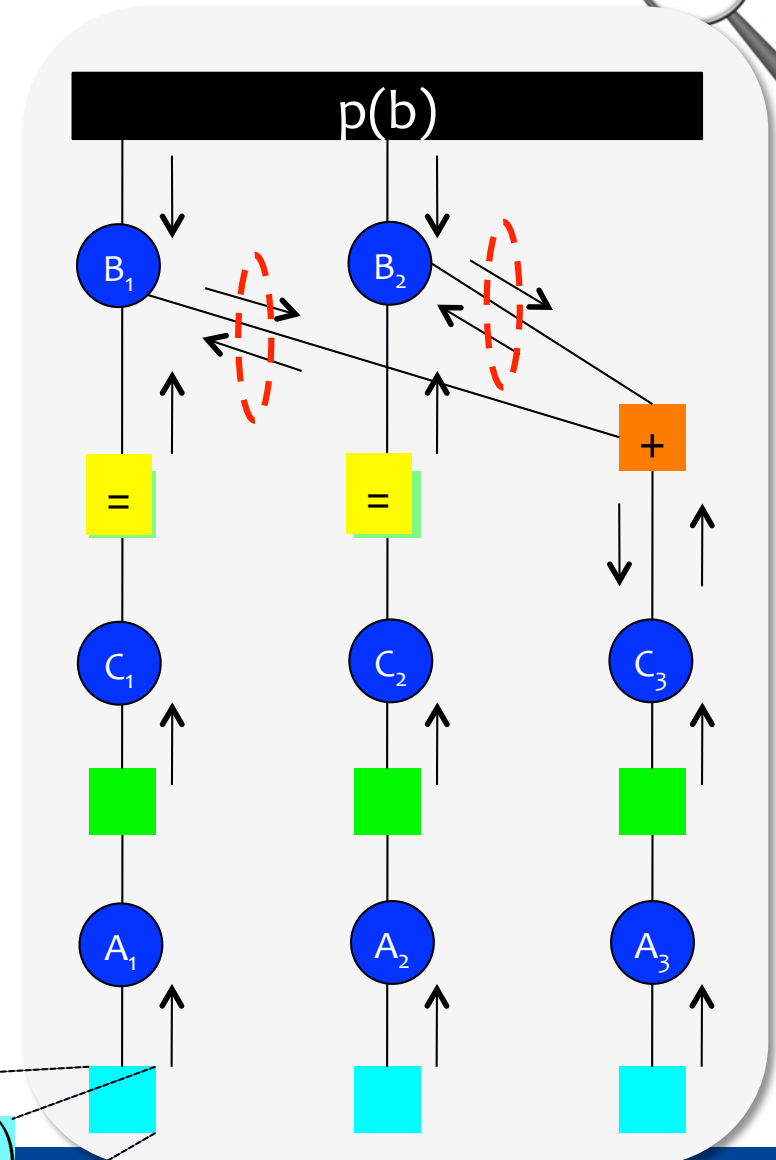 p(b)
B₁
B₂
+
=
=
C₁
C₂
C₃
A₁
A₂
A₃